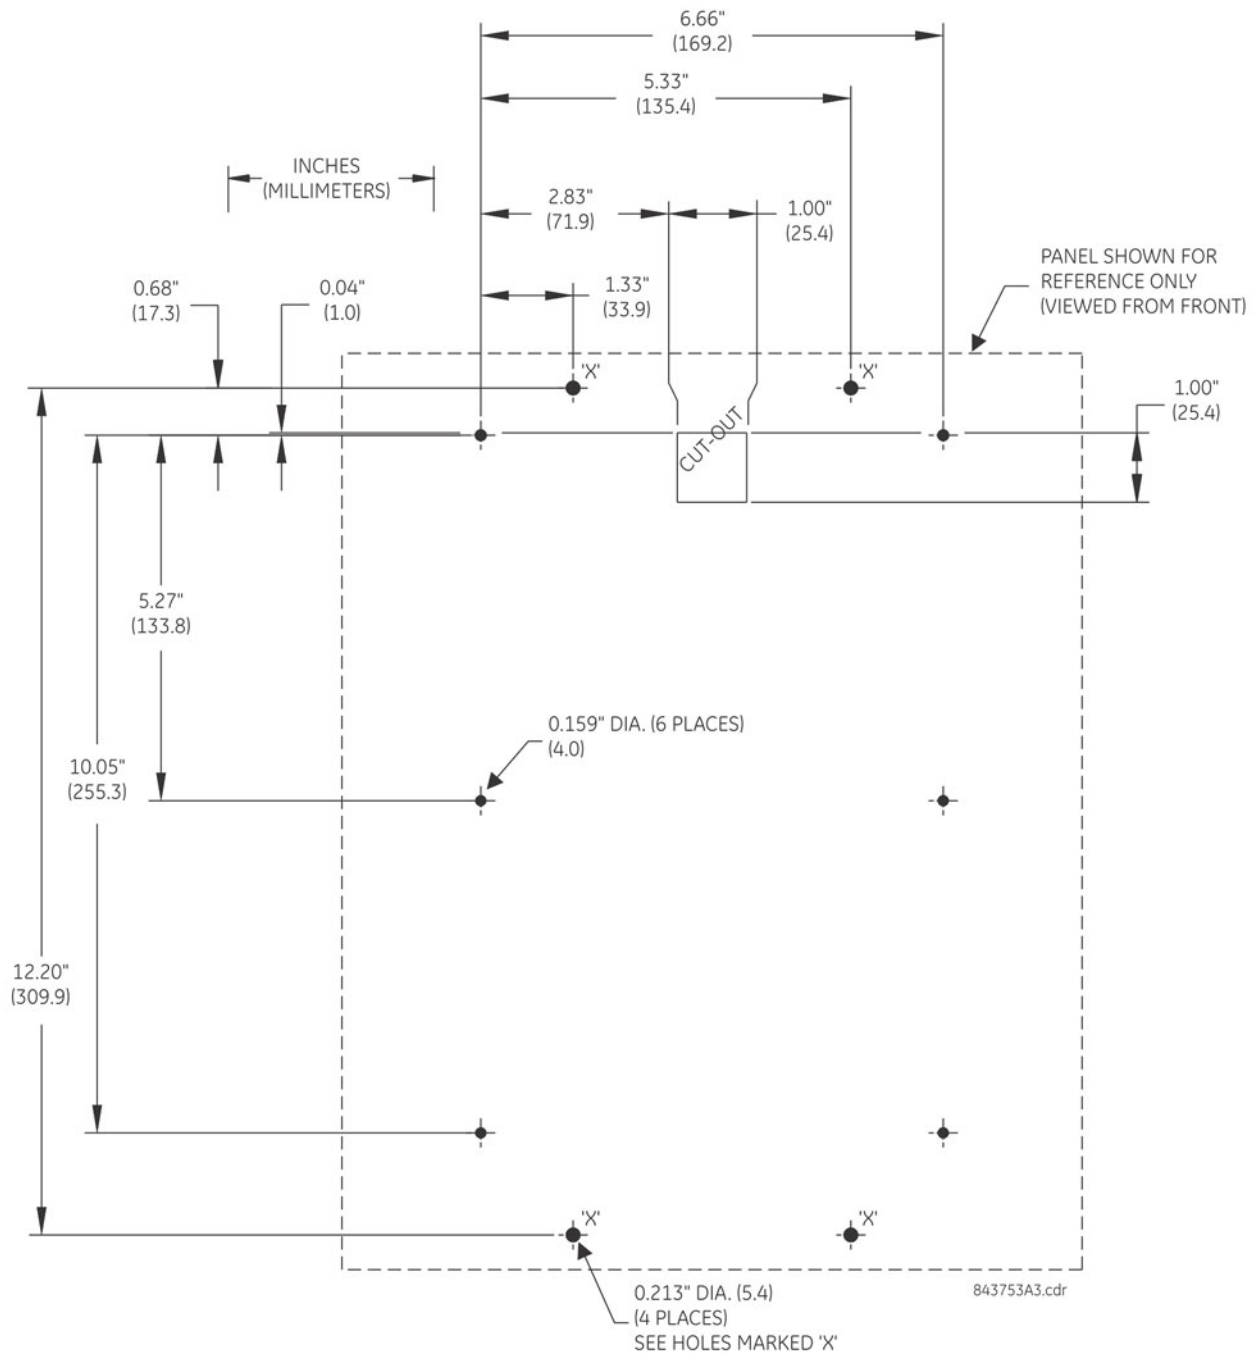 6.66"
(169.2)
5.33"
(135.4)
INCHES
(MILLIMETERS)
2.83"
(71.9)
1.00"
(25.4)
PANEL SHOWN FOR
REFERENCE ONLY
(VIEWED FROM FRONT)
0.68"
(17.3)
0.04"
(1.0)
1.33"
(33.9)
'X'
'X'
1.00"
(25.4)
CUT-OUT
5.27"
(133.8)
0.159" DIA. (6 PLACES)
(4.0)
10.05"
(255.3)
12.20"
(309.9)
'X'
'X'
0.213" DIA. (5.4)
(4 PLACES)
SEE HOLES MARKED 'X'
843753A3.cdr